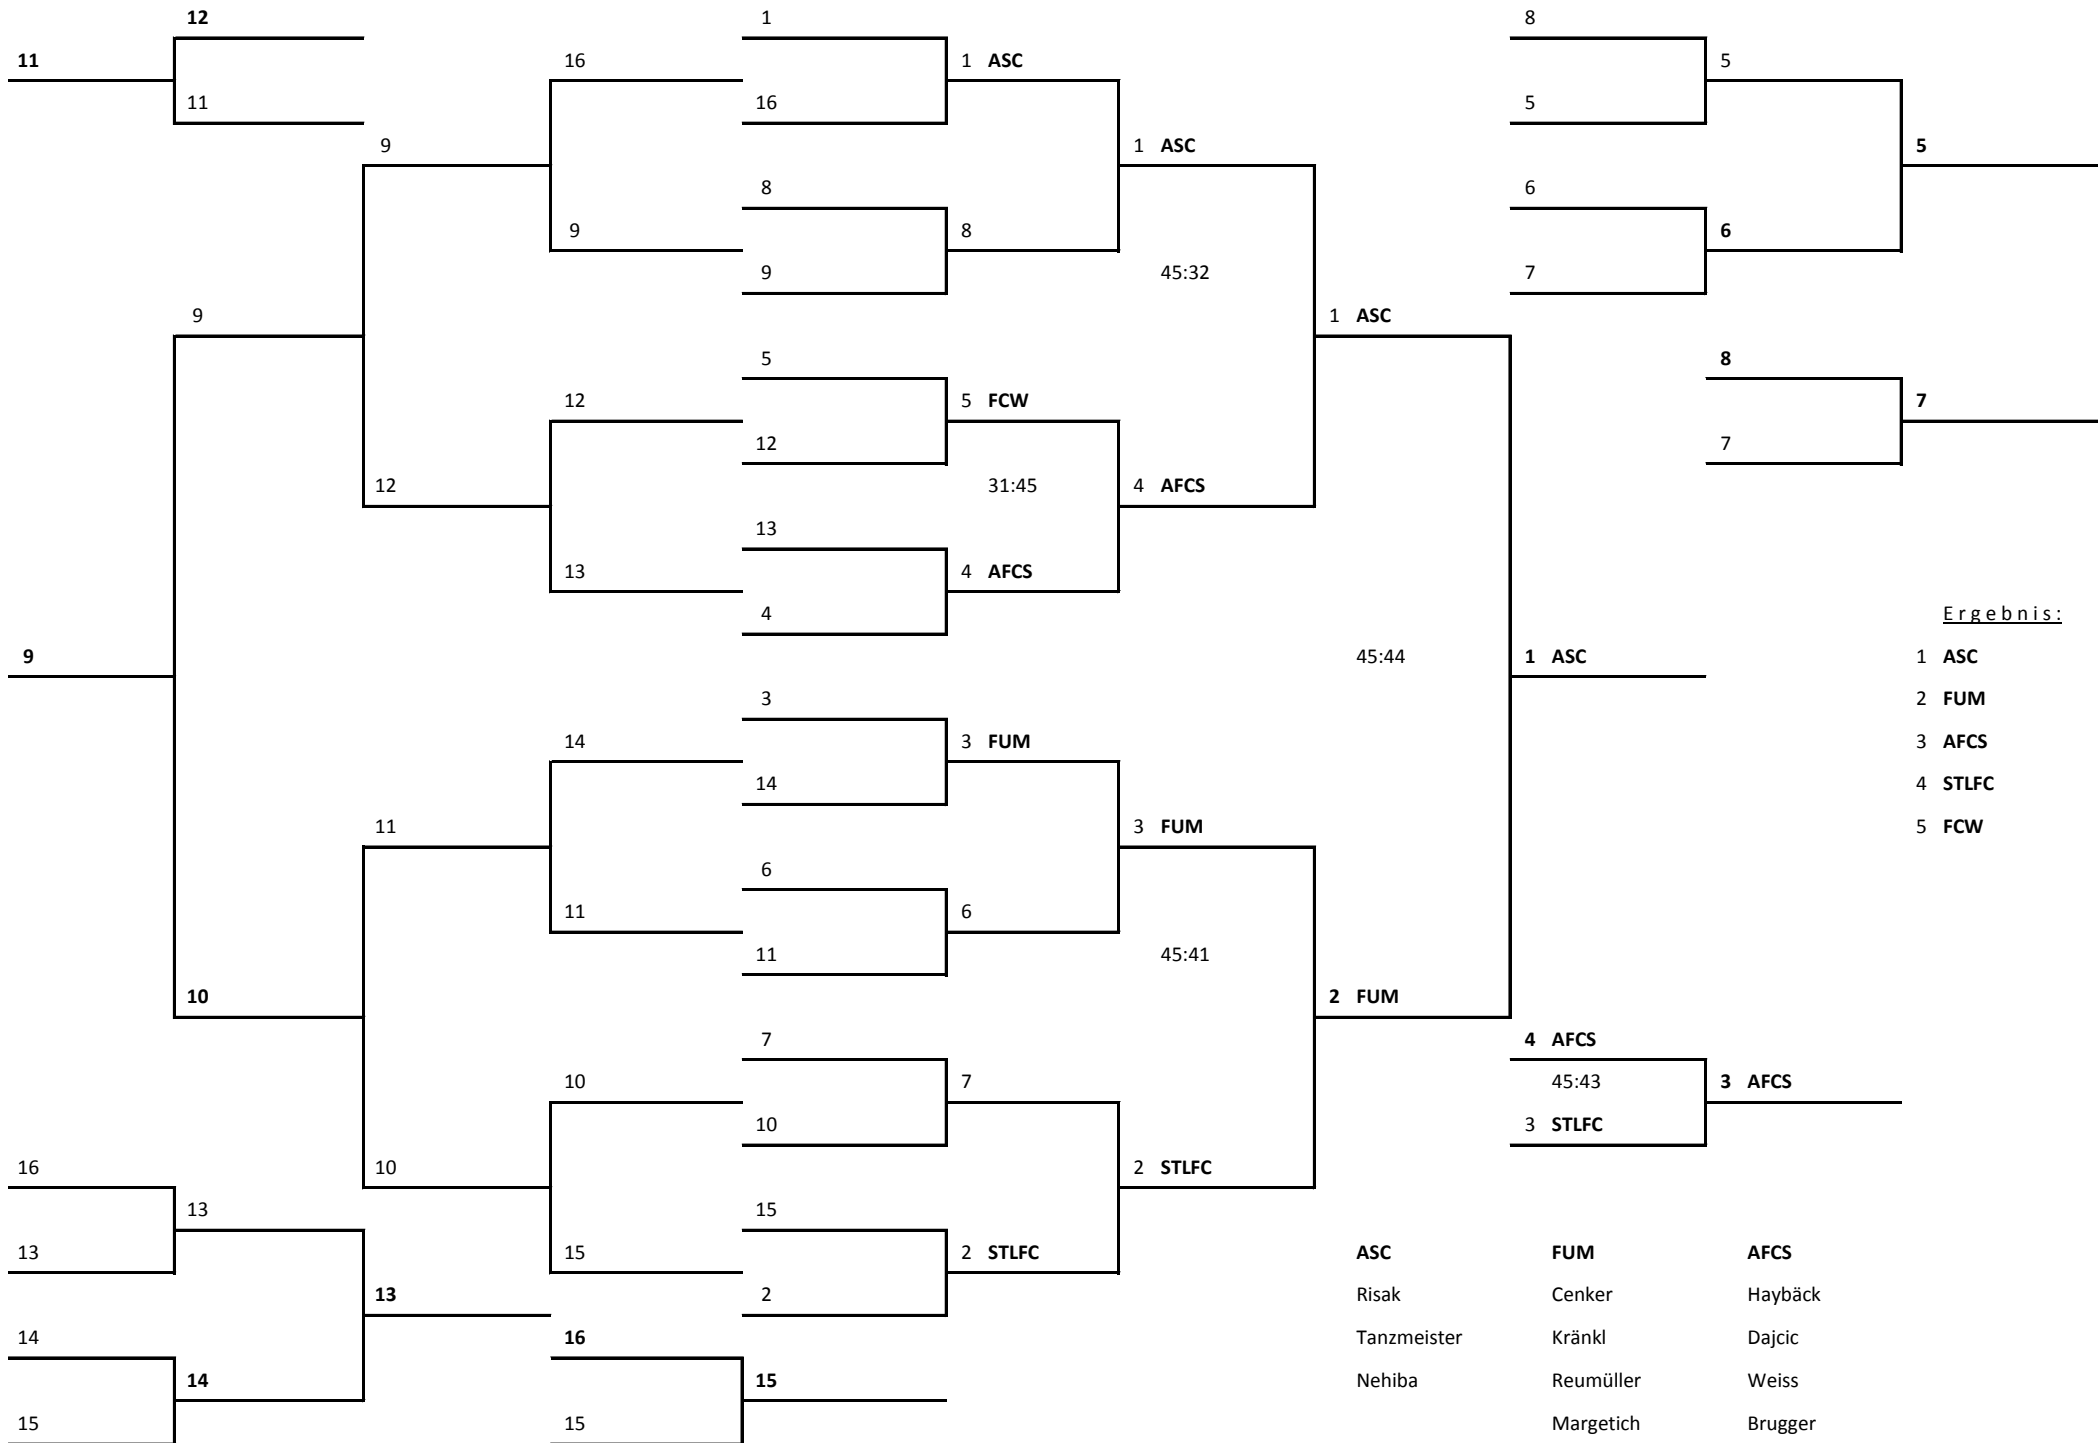 12 1 8
11 16 1 ASC 5
11 16 5
9 1 ASC 5
8 6
9 8 6
9 45:32 7
9 1 ASC
5 8
12 5 FCW 7
12 7
12 31:45 4 AFCS
13
13 4 AFCS
4 Ergebnis:
9 45:44 1 ASC 1 ASC
3 2 FUM
14 3 FUM 3 AFCS
14 4 STLFC
11 3 FUM 5 FCW
6
11 6
11 45:41
10 2 FUM
7 4 AFCS
10 7 45:43 3 AFCS
10 3 STLFC
16 10 2 STLFC
13 15
13 15 2 STLFC ASC FUM AFCS
13 2 Risak Cenker Haybäck
14 16 Tanzmeister Kränkl Dajcic
14 15 Nehiba Reumüller Weiss
15 15 Margetich Brugger